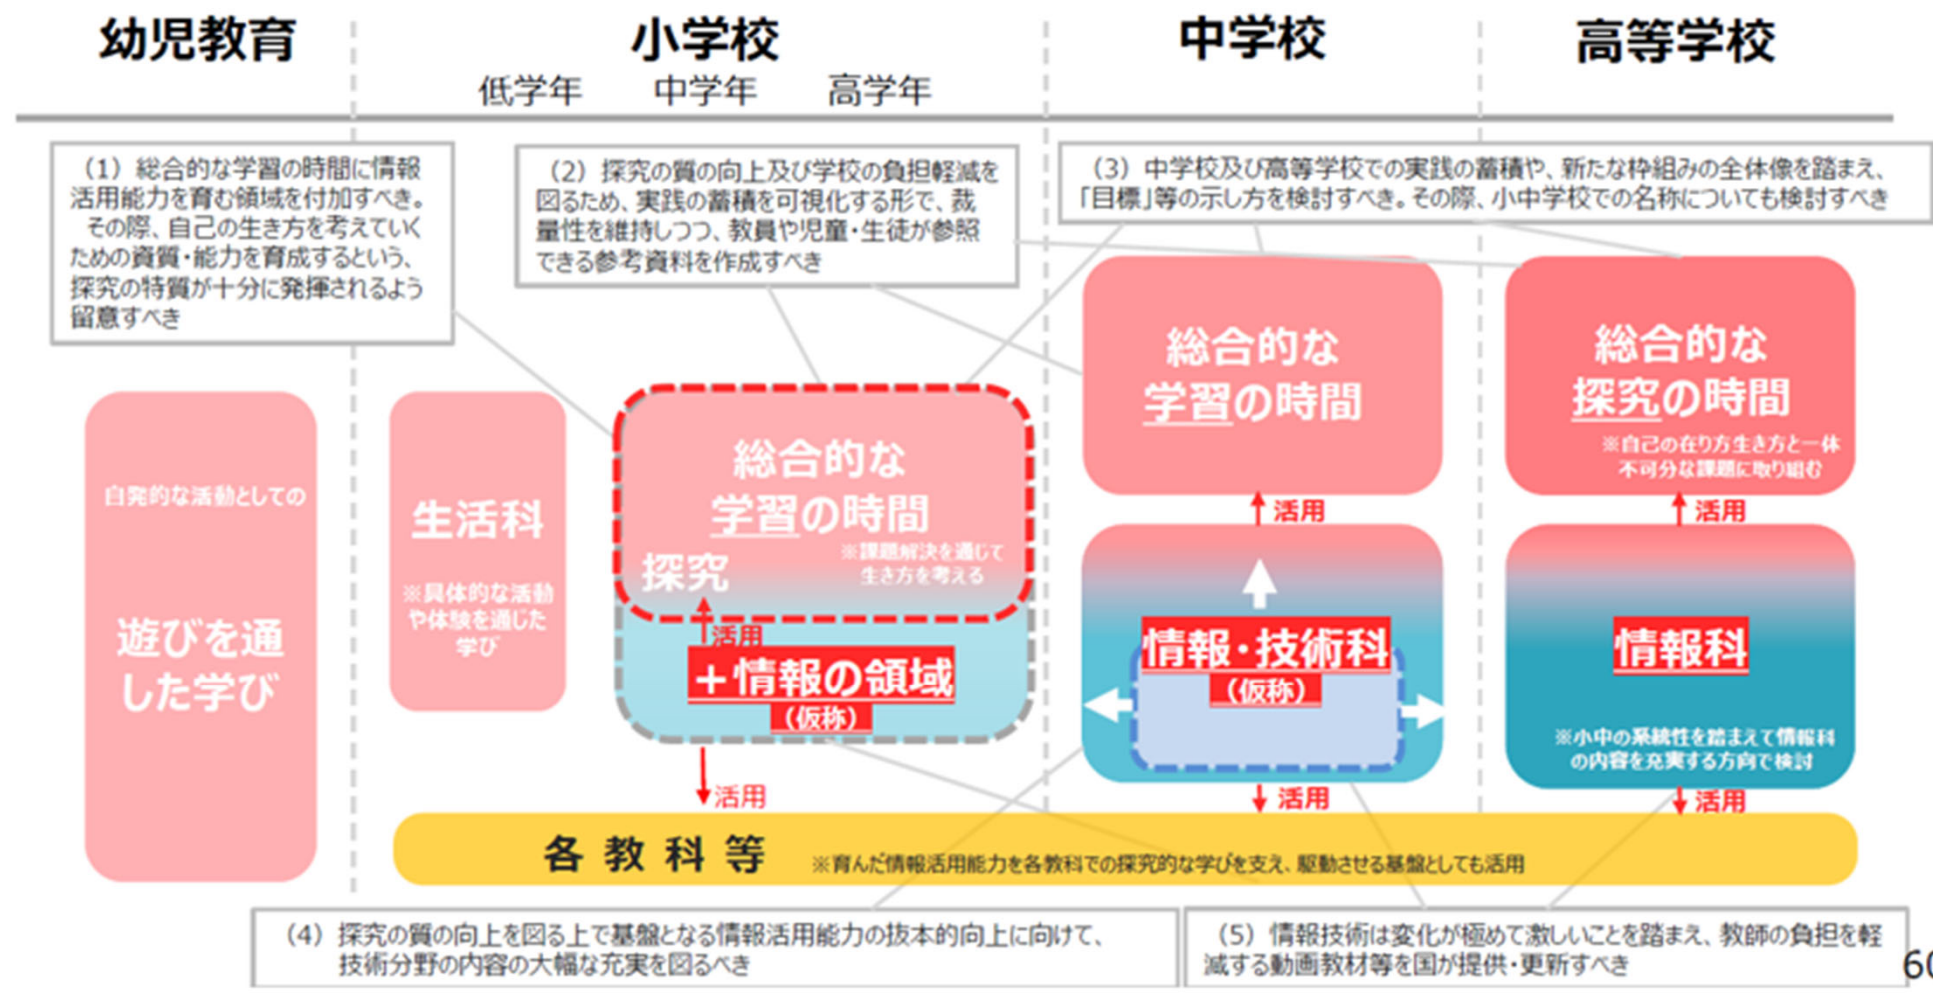 幼児教育
小学校
中学校
高等学校
低学年
中学年
高学年
(1) 総合的な学習の時間に情報
活用能力を育む領域を付加すべき。
その際、自己の生き方を考えていく
ための資質・能力を育成するという、
探究の特質が十分に発揮されるよう
留意すべき
(2) 探究の質の向上及び学校の負担軽減を
図るため、実践の蓄積を可視化する形で、裁
量性を維持しつつ、教員や児童・生徒が参照
できる参考資料を作成すべき
(3) 中学校及び高等学校での実践の蓄積や、新たな枠組みの全体像を踏まえ、
「目標」等の示し方を検討すべき。その際、小中学校での名称についても検討すべき
自発的な活動としての
遊びを通
した学び
生活科
※具体的な活動
や体験を通じた
学び
総合的な
学習の時間
※課題解決を通じて
生き方を考える
探究
活用
＋情報の領域
（仮称）
活用
総合的な
学習の時間
活用
情報・技術科
（仮称）
活用
総合的な
探究の時間
※自己の在り方生き方と一体
不可分な課題に取り組む
活用
情報科
※小中の系統性を踏まえて情報科
の内容を充実する方向で検討
活用
各教科等
※育んだ情報活用能力を各教科での探究的な学びを支え、駆動させる基盤としても活用
(4) 探究の質の向上を図る上で基盤となる情報活用能力の抜本的向上に向けて、
技術分野の内容の大幅な充実を図るべき
(5) 情報技術は変化が極めて激しいことを踏まえ、教師の負担を軽
減する動画教材等を国が提供・更新すべき
60